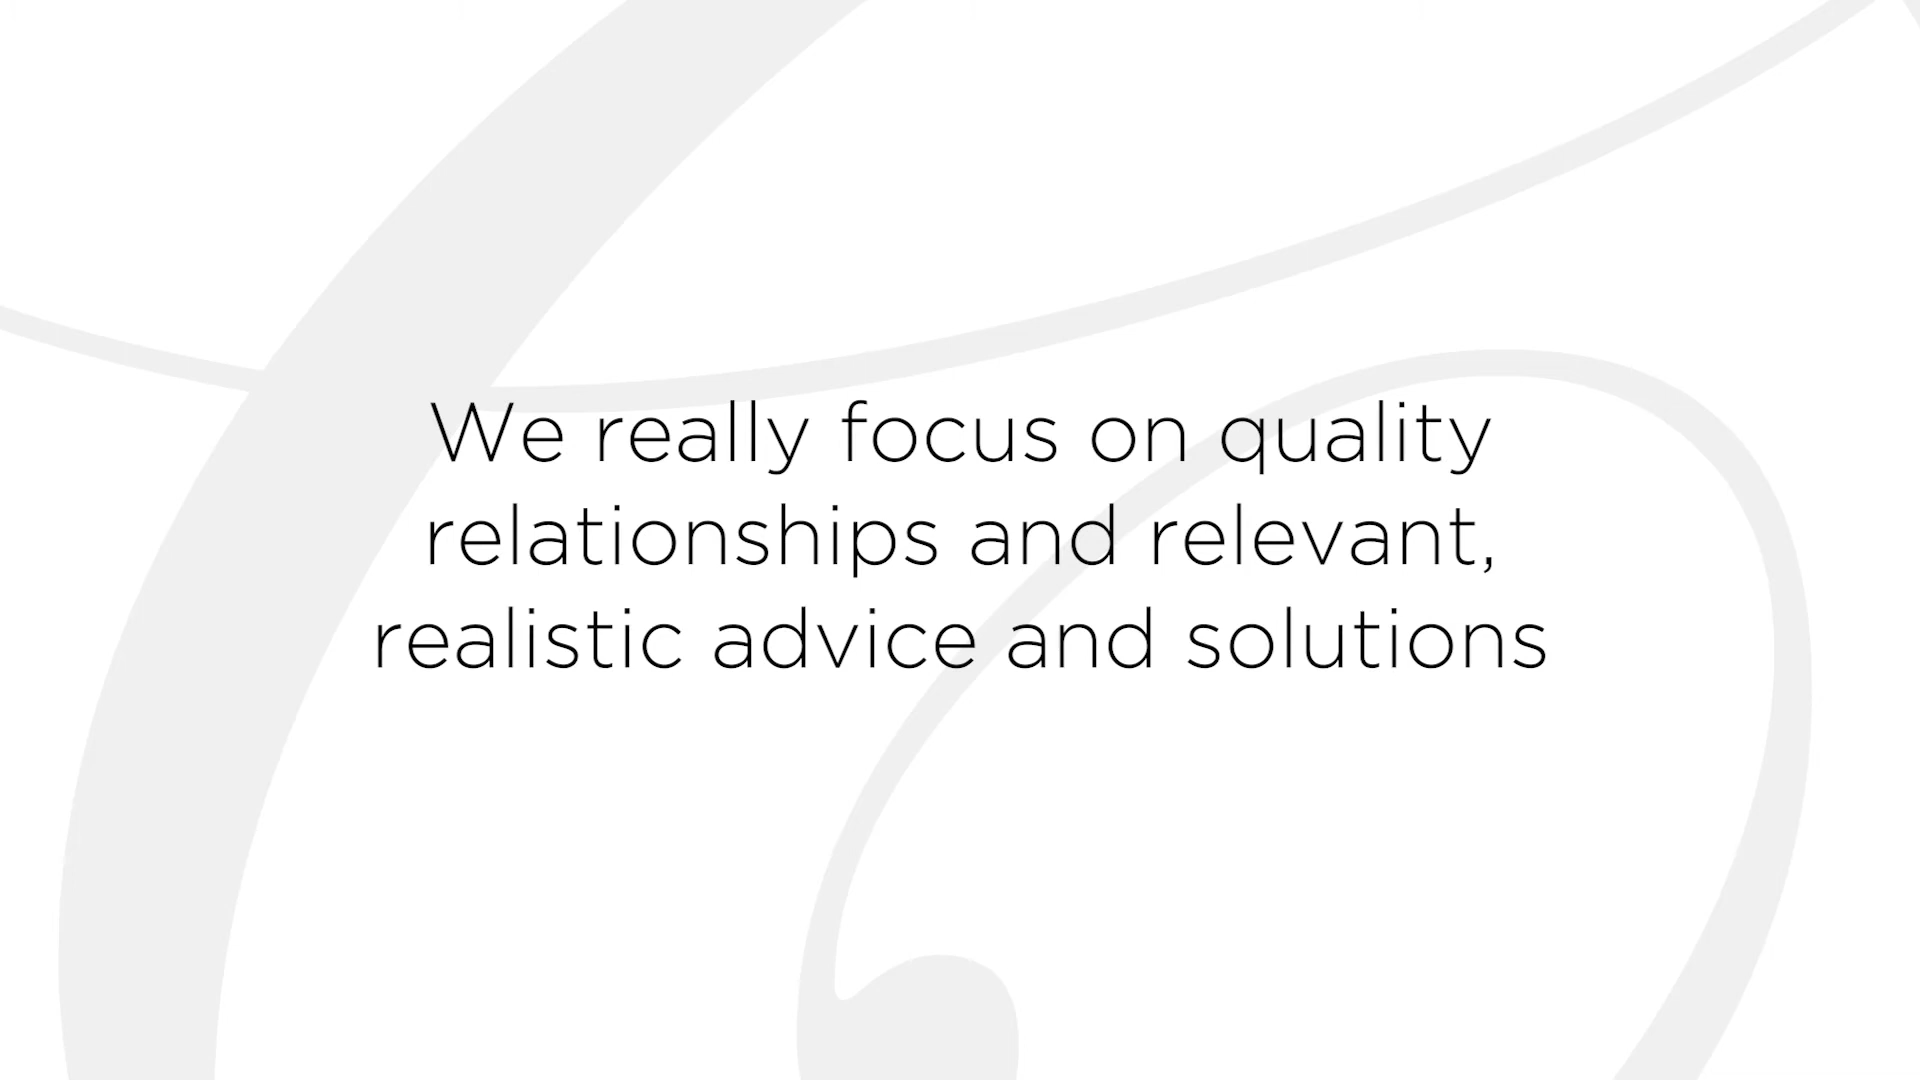 We really focus on quality
relationships and relevant,
realistic advice and solutions